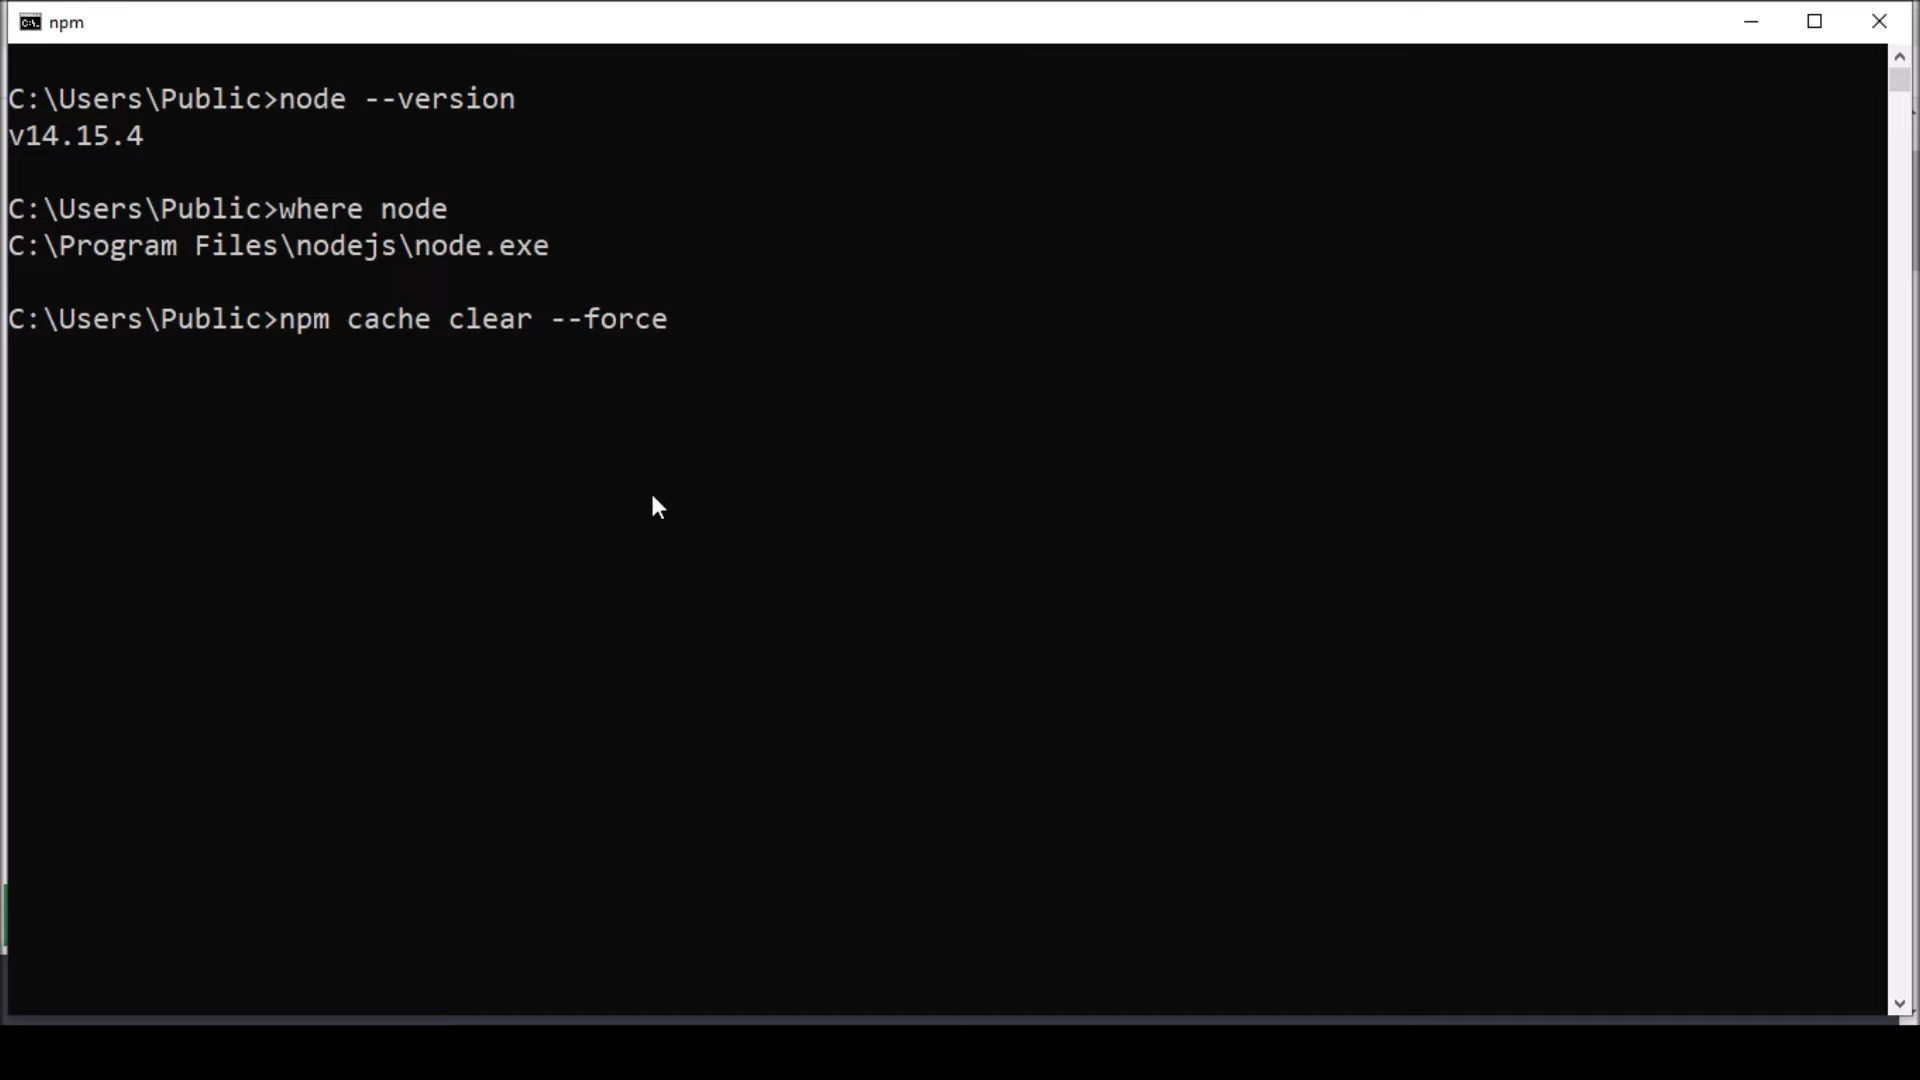 npm
C:\Users\Public>node --version
v14.15.4
C:\Users\Public>where node
C:\Program Files\nodejs\node.exe
C:\Users\Public>npm cache clear --force